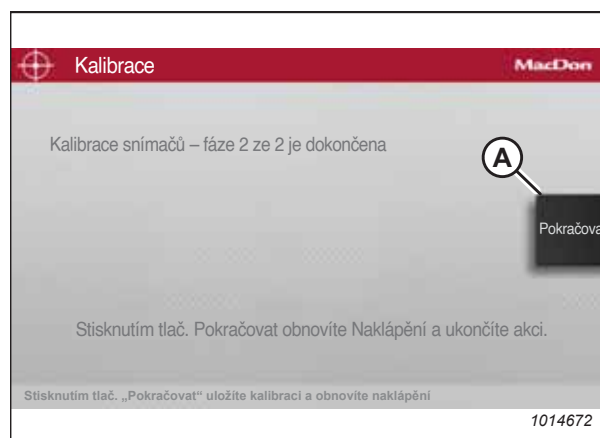 Kalibrace
MacDon
Kalibrace snímačů – fáze 2 ze 2 je dokončena
A
Pokračova
Stisknutím tlač. Pokračovat obnovíte Naklápění a ukončíte akci.
Stisknutím tlač. „Pokračovat“ uložíte kalibraci a obnovíte naklápění
1014672